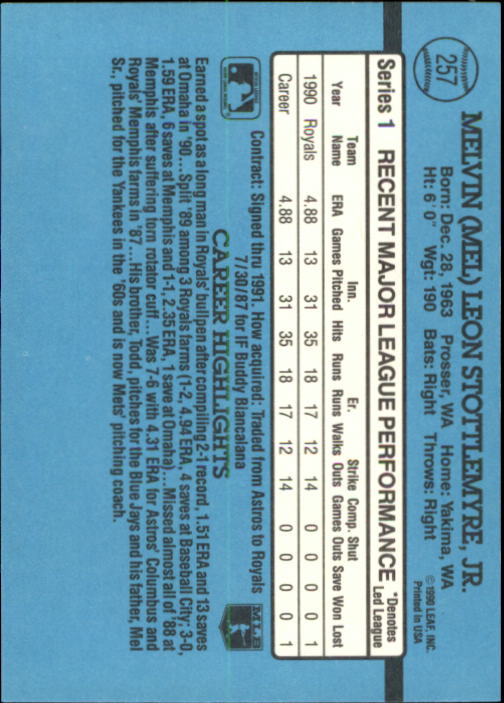 257
MELVIN (MEL) LEON STOTTLEMYRE, JR.
Born: Dec. 28, 1963 Prosser, WA Home: Yakima, WA
Ht: 6' 0" Wgt: 190 Bats: Right Throws: Right
©1990 LEAF, INC.
Printed in USA
Series 1 RECENT MAJOR LEAGUE PERFORMANCE *Denotes Led League
Team Inn. Er. Strike Comp. Shut
Year Name ERA Games Pitched Hits Runs Runs Walks Outs Games Outs Save Won Lost
1990 Royals 4.88 13 31 35 18 17 12 14 0 0 0 0 1
Career 4.88 13 31 35 18 17 12 14 0 0 0 0 1
Contract: Signed thru 1991. How acquired: Traded from Astros to Royals
7/30/87 for IF Buddy Biancalana
MLB
CAREER HIGHLIGHTS
Earned a spot as a long man in Royals' bullpen after compiling 2-1 record, 1.51 ERA and 13 saves
at Omaha in '90...Split '89 among 3 Royals farms (1-2, 4.94 ERA, 4 saves at Baseball City; 3-0,
1.59 ERA, 6 saves at Memphis and 1-1, 2.35 ERA, 1 save at Omaha)...Missed almost all of '88 at
Memphis after suffering torn rotator cuff...Was 7-6 with 4.31 ERA for Astros' Columbus and
Royals' Memphis farms in '87...His brother, Todd, pitches for the Blue Jays and his father, Mel
Sr., pitched for the Yankees in the '60s and is now Mets' pitching coach.